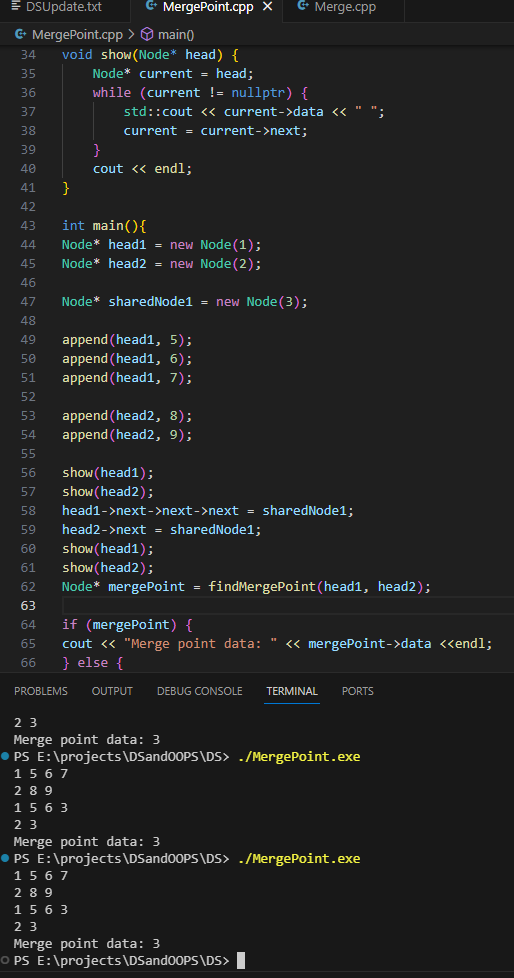 DSUpdate.txt MergePoint.cpp Merge.cpp
MergePoint.cpp > main()
34 void show(Node* head) {
35 Node* current = head;
36 while (current != nullptr) {
37 std::cout << current->data << " ";
38 current = current->next;
39 }
40 cout << endl;
41 }
42
43 int main(){
44 Node* head1 = new Node(1);
45 Node* head2 = new Node(2);
46
47 Node* sharedNode1 = new Node(3);
48
49 append(head1, 5);
50 append(head1, 6);
51 append(head1, 7);
52
53 append(head2, 8);
54 append(head2, 9);
55
56 show(head1);
57 show(head2);
58 head1->next->next->next = sharedNode1;
59 head2->next = sharedNode1;
60 show(head1);
61 show(head2);
62 Node* mergePoint = findMergePoint(head1, head2);
63
64 if (mergePoint) {
65 cout << "Merge point data: " << mergePoint->data <<endl;
66 } else {
PROBLEMS OUTPUT DEBUG CONSOLE TERMINAL PORTS
2 3
Merge point data: 3
PS E:\projects\DSandOOPS\DS> ./MergePoint.exe
1 5 6 7
2 8 9
1 5 6 3
2 3
Merge point data: 3
PS E:\projects\DSandOOPS\DS> ./MergePoint.exe
1 5 6 7
2 8 9
1 5 6 3
2 3
Merge point data: 3
PS E:\projects\DSandOOPS\DS>